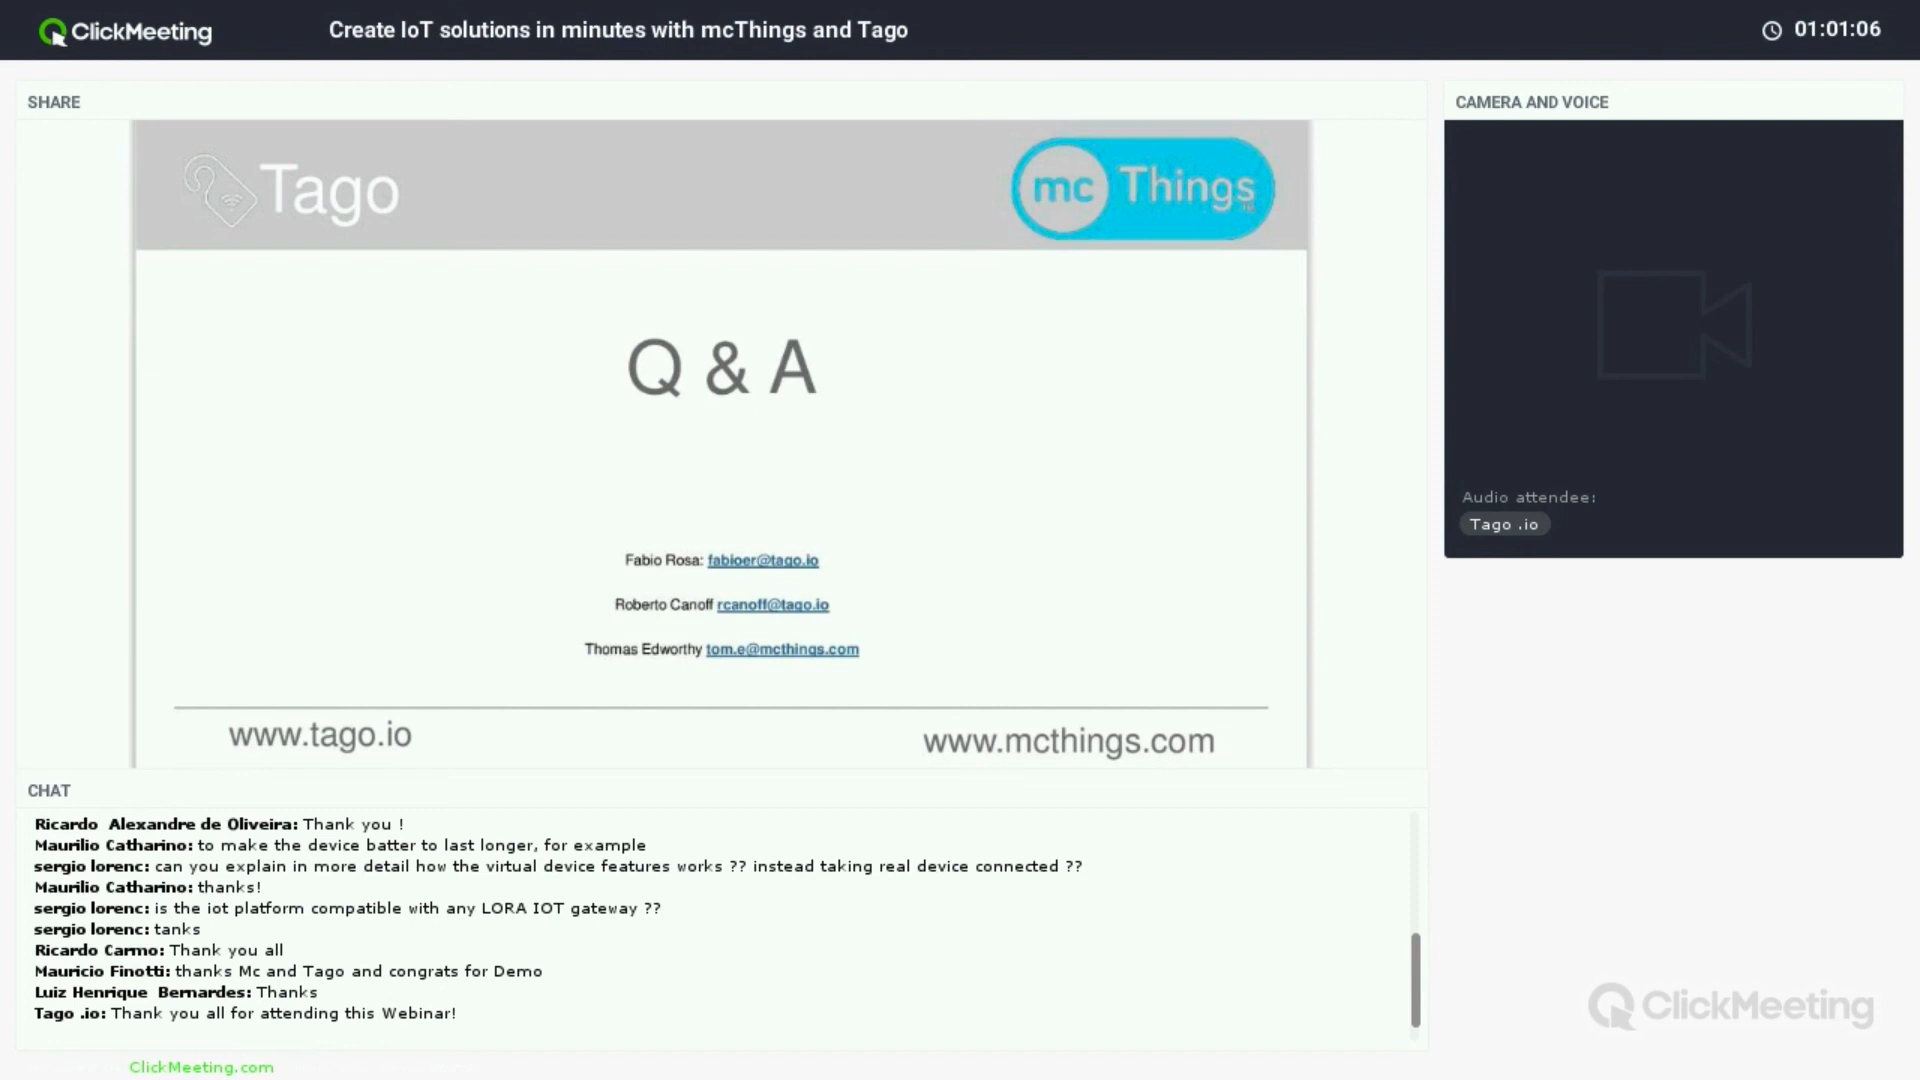 ClickMeeting
Create IoT solutions in minutes with mcThings and Tago
01:01:06
SHARE
Tago
mc Things
Q & A
Fabio Rosa: fabioer@tago.io
Roberto Canoff rcanoff@tago.io
Thomas Edworthy tom.e@mcthings.com
www.tago.io
www.mcthings.com
CAMERA AND VOICE
Audio attendee:
Tago .io
CHAT
Ricardo Alexandre de Oliveira: Thank you !
Maurilio Catharino: to make the device batter to last longer, for example
sergio lorenc: can you explain in more detail how the virtual device features works ?? instead taking real device connected ??
Maurilio Catharino: thanks!
sergio lorenc: is the iot platform compatible with any LORA IOT gateway ??
sergio lorenc: tanks
Ricardo Carmo: Thank you all
Mauricio Finotti: thanks Mc and Tago and congrats for Demo
Luiz Henrique Bernardes: Thanks
Tago .io: Thank you all for attending this Webinar!
ClickMeeting
ClickMeeting.com